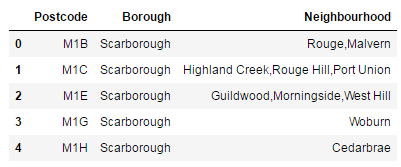 Postcode Borough Neighbourhood
0 M1B Scarborough Rouge,Malvern
1 M1C Scarborough Highland Creek,Rouge Hill,Port Union
2 M1E Scarborough Guildwood,Morningside,West Hill
3 M1G Scarborough Woburn
4 M1H Scarborough Cedarbrae